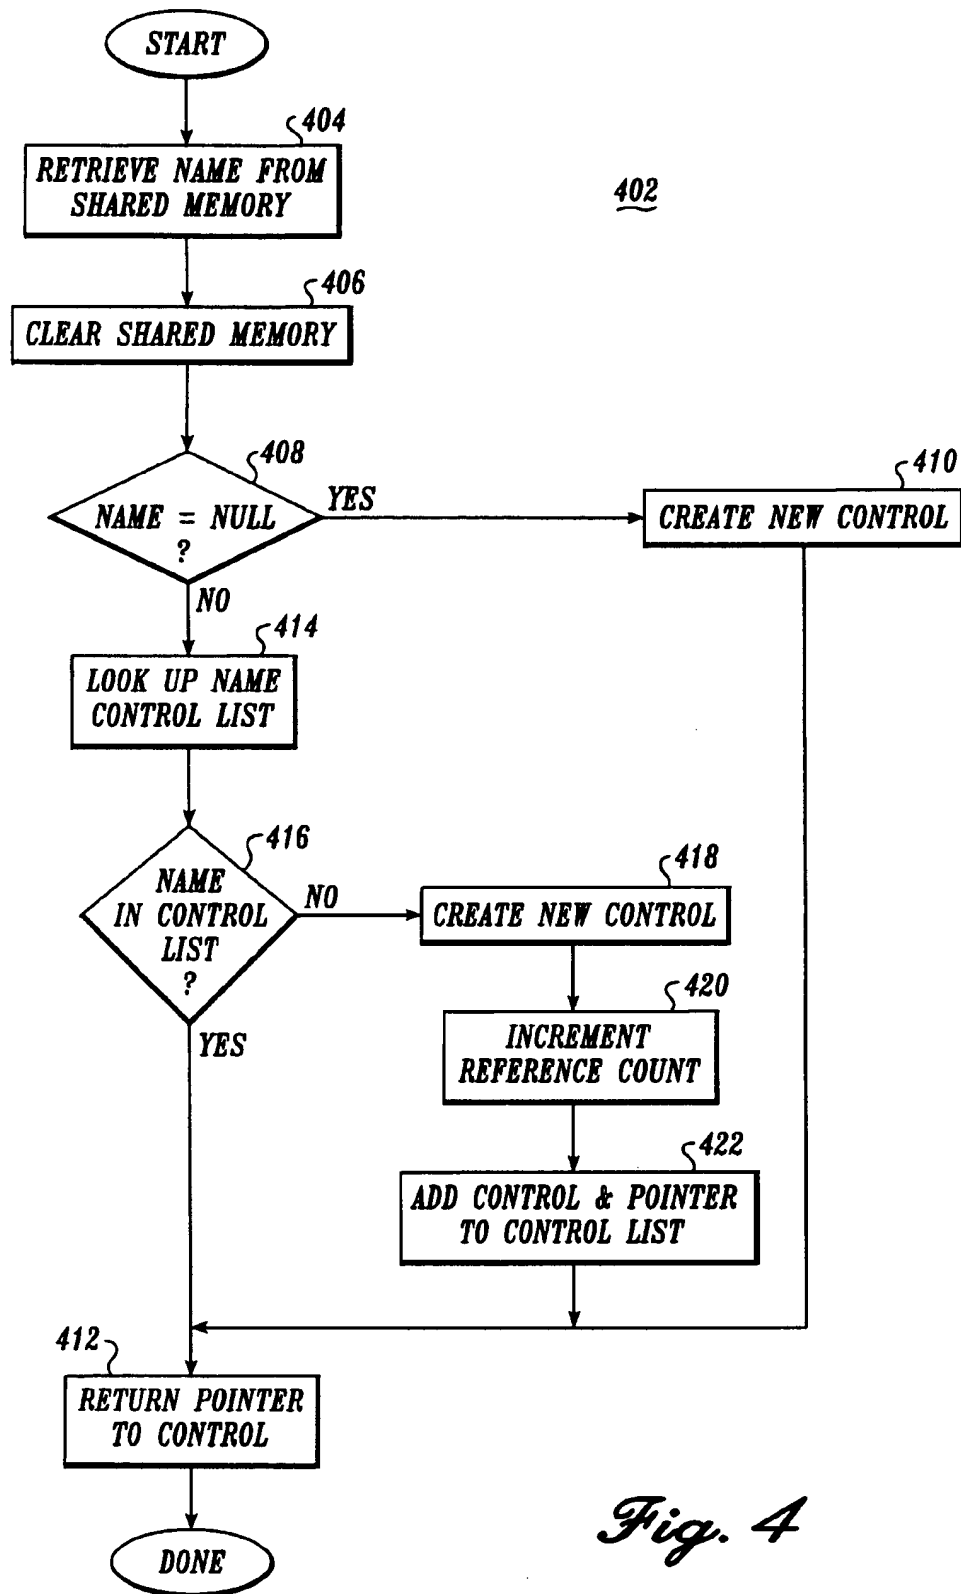 START
404
RETRIEVE NAME FROM
SHARED MEMORY
402
406
CLEAR SHARED MEMORY
408
NAME = NULL
?
YES
410
CREATE NEW CONTROL
NO
414
LOOK UP NAME
CONTROL LIST
416
NAME
IN CONTROL
LIST
?
NO
418
CREATE NEW CONTROL
YES
420
INCREMENT
REFERENCE COUNT
422
ADD CONTROL & POINTER
TO CONTROL LIST
412
RETURN POINTER
TO CONTROL
DONE
Fig. 4